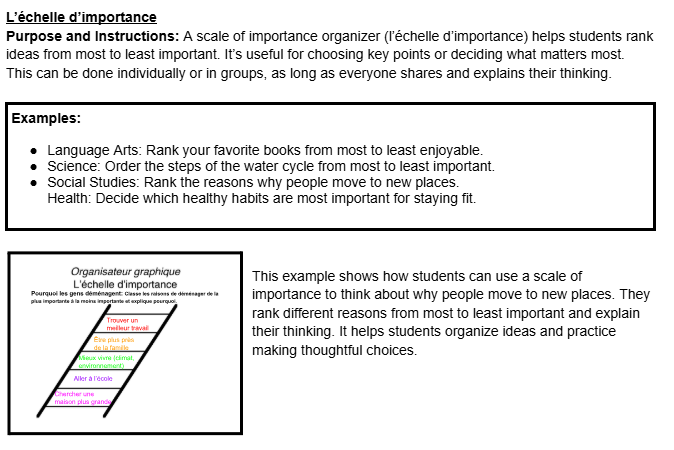 L’échelle d’importance
Purpose and Instructions: A scale of importance organizer (l’échelle d’importance) helps students rank
ideas from most to least important. It’s useful for choosing key points or deciding what matters most.
This can be done individually or in groups, as long as everyone shares and explains their thinking.
Examples:
● Language Arts: Rank your favorite books from most to least enjoyable.
● Science: Order the steps of the water cycle from most to least important.
● Social Studies: Rank the reasons why people move to new places.
Health: Decide which healthy habits are most important for staying fit.
Organisateur graphique
L'échelle d'importance
Pourquoi les gens déménagent: Classe les raisons de déménager de la
plus importante à la moins importante et explique pourquoi.
Trouver un
meilleur travail
Être plus près
de la famille
Mieux vivre (climat,
environnement)
Aller à l'école
Chercher une
maison plus grande
This example shows how students can use a scale of
importance to think about why people move to new places. They
rank different reasons from most to least important and explain
their thinking. It helps students organize ideas and practice
making thoughtful choices.